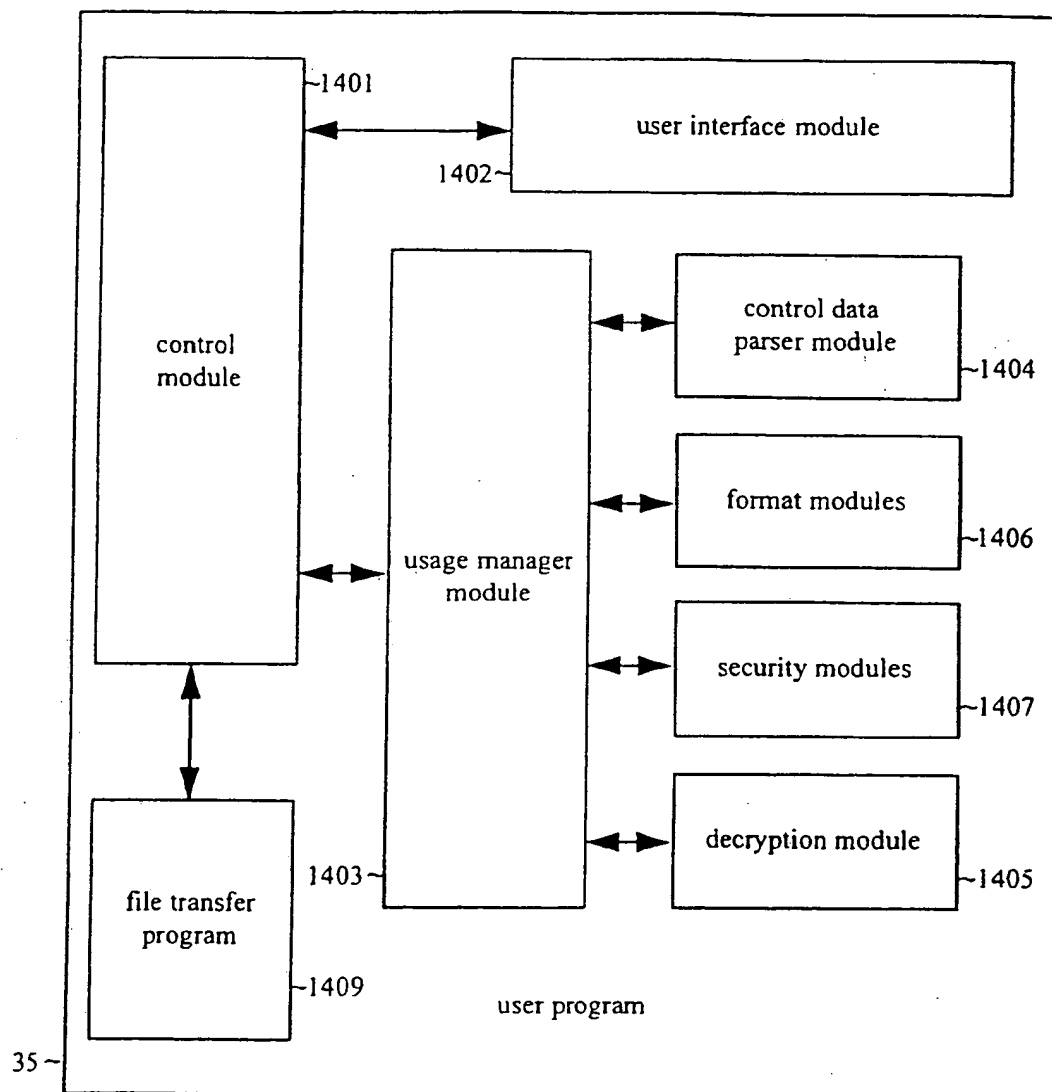 1401
user interface module
1402
control
module
control data
parser module
1404
format modules
1406
usage manager
module
security modules
1407
decryption module
1405
1403
file transfer
program
1409
user program
35